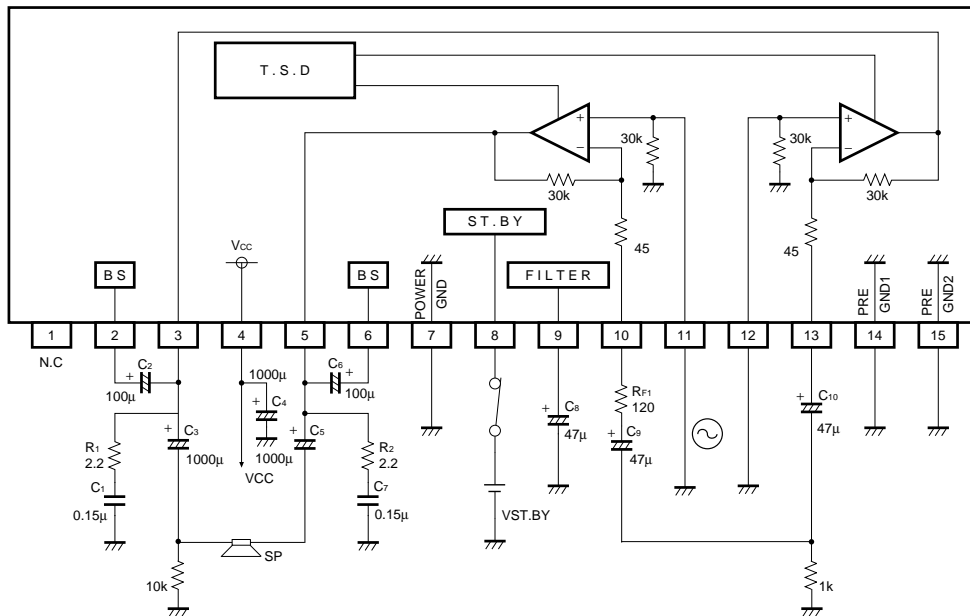 T.S.D
+
−
30k
30k
45
+
−
30k
30k
45
ST.BY
VCC
BS
BS
POWER GND
FILTER
PRE GND1
PRE GND2
1
2
3
4
5
6
7
8
9
10
11
12
13
14
15
N.C
+
C2
100μ
1000μ
+
C4
1000μ
C6
+
100μ
+
C3
1000μ
+
C5
R1
2.2
R2
2.2
C1
0.15μ
VCC
C7
0.15μ
+
C8
47μ
RF1
120
+
C9
47μ
+
C10
47μ
VST.BY
SP
10k
1k